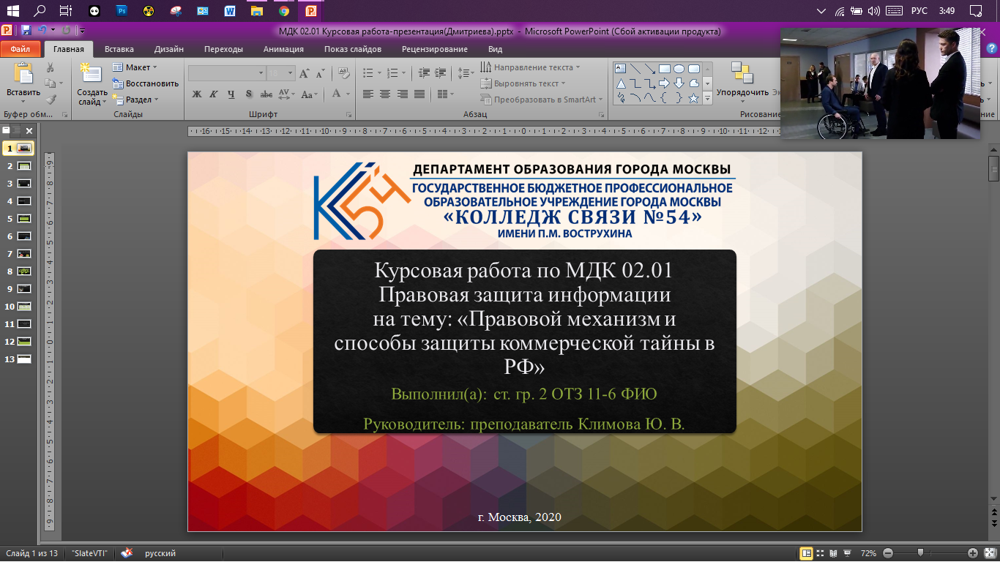 РУС
3:49
МДК 02.01 Курсовая работа-презентация(Дмитриева).pptx - Microsoft PowerPoint (Сбой активации продукта)
Файл
Главная
Вставка
Дизайн
Переходы
Анимация
Показ слайдов
Рецензирование
Вид
Вставить
Буфер обм...
Создать
слайд
Макет
Восстановить
Раздел
Слайды
18
Ж К Ч S abc AV Aa A
Шрифт
Направление текста
Выровнять текст
Преобразовать в SmartArt
Абзац
Упорядочить
Рисование
1
2
3
4
5
6
7
8
9
10
11
12
13
К54
ДЕПАРТАМЕНТ ОБРАЗОВАНИЯ ГОРОДА МОСКВЫ
ГОСУДАРСТВЕННОЕ БЮДЖЕТНОЕ ПРОФЕССИОНАЛЬНОЕ
ОБРАЗОВАТЕЛЬНОЕ УЧРЕЖДЕНИЕ ГОРОДА МОСКВЫ
«КОЛЛЕДЖ СВЯЗИ №54»
ИМЕНИ П.М. ВОСТРУХИНА
Курсовая работа по МДК 02.01
Правовая защита информации
на тему: «Правовой механизм и
способы защиты коммерческой тайны в
РФ»
Выполнил(а): ст. гр. 2 ОТЗ 11-6 ФИО
Руководитель: преподаватель Климова Ю. В.
г. Москва, 2020
Слайд 1 из 13
"SlateVTI"
русский
72%